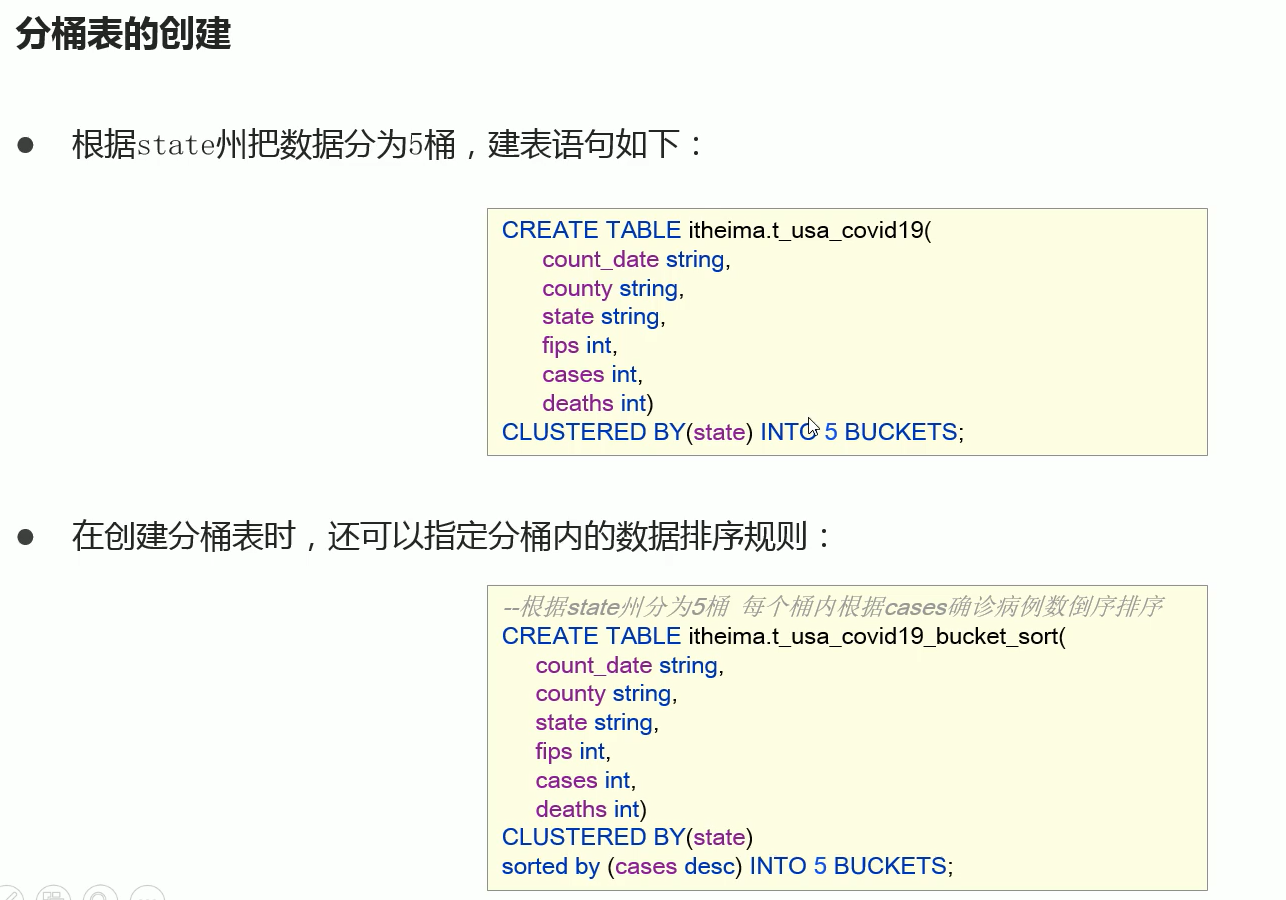 分桶表的创建
● 根据state州把数据分为5桶，建表语句如下：
CREATE TABLE itheima.t_usa_covid19(
count_date string,
county string,
state string,
fips int,
cases int,
deaths int)
CLUSTERED BY(state) INTO 5 BUCKETS;
● 在创建分桶表时，还可以指定分桶内的数据排序规则：
--根据state州分为5桶 每个桶内根据cases确诊病例数倒序排序
CREATE TABLE itheima.t_usa_covid19_bucket_sort(
count_date string,
county string,
state string,
fips int,
cases int,
deaths int)
CLUSTERED BY(state)
sorted by (cases desc) INTO 5 BUCKETS;